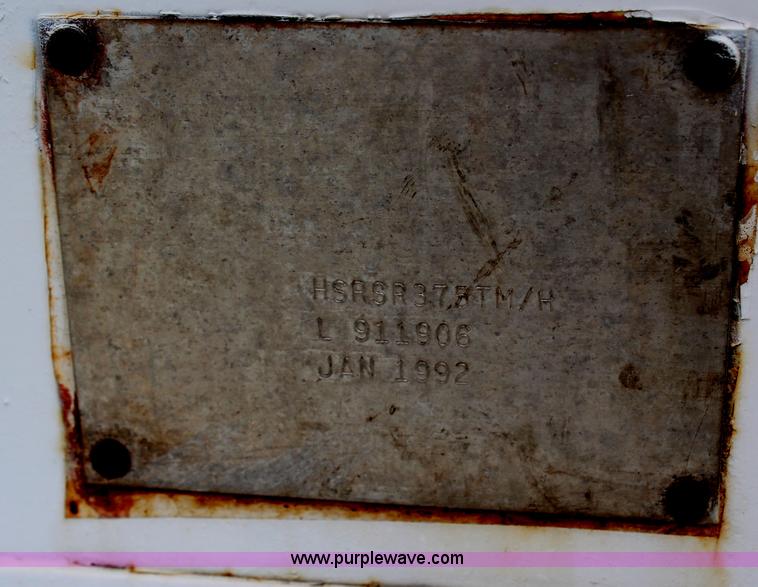 HSRSR375TM/H
L 911906
JAN 1992
www.purplewave.com